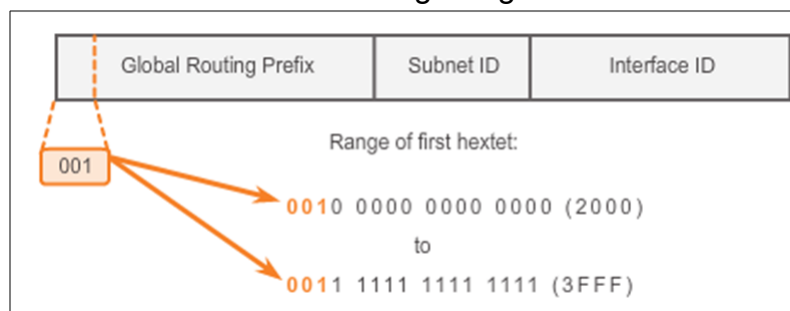 Global Routing Prefix Subnet ID Interface ID
Range of first hextet:
001
0010 0000 0000 0000 (2000)
to
0011 1111 1111 1111 (3FFF)